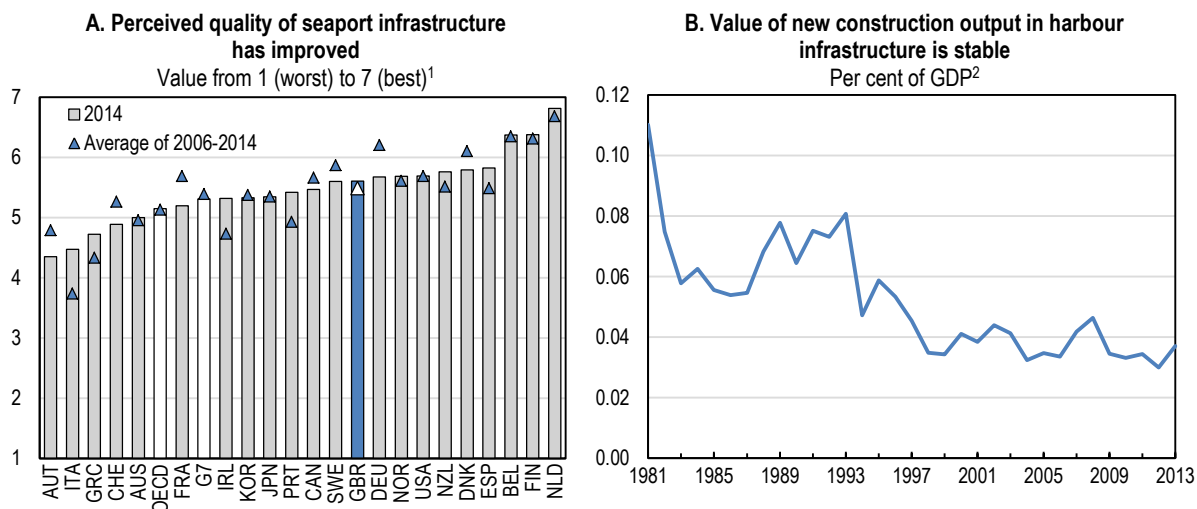 A. Perceived quality of seaport infrastructure
has improved
Value from 1 (worst) to 7 (best)1
7
2014
Average of 2006-2014
6
5
4
3
2
1
AUT
ITA
GRC
CHE
AUS
OECD
FRA
G7
IRL
KOR
JPN
PRT
CAN
SWE
GBR
DEU
NOR
USA
NZL
DNK
ESP
BEL
FIN
NLD
B. Value of new construction output in harbour
infrastructure is stable
Per cent of GDP2
0.12
0.10
0.08
0.06
0.04
0.02
0.00
1981 1985 1989 1993 1997 2001 2005 2009 2013